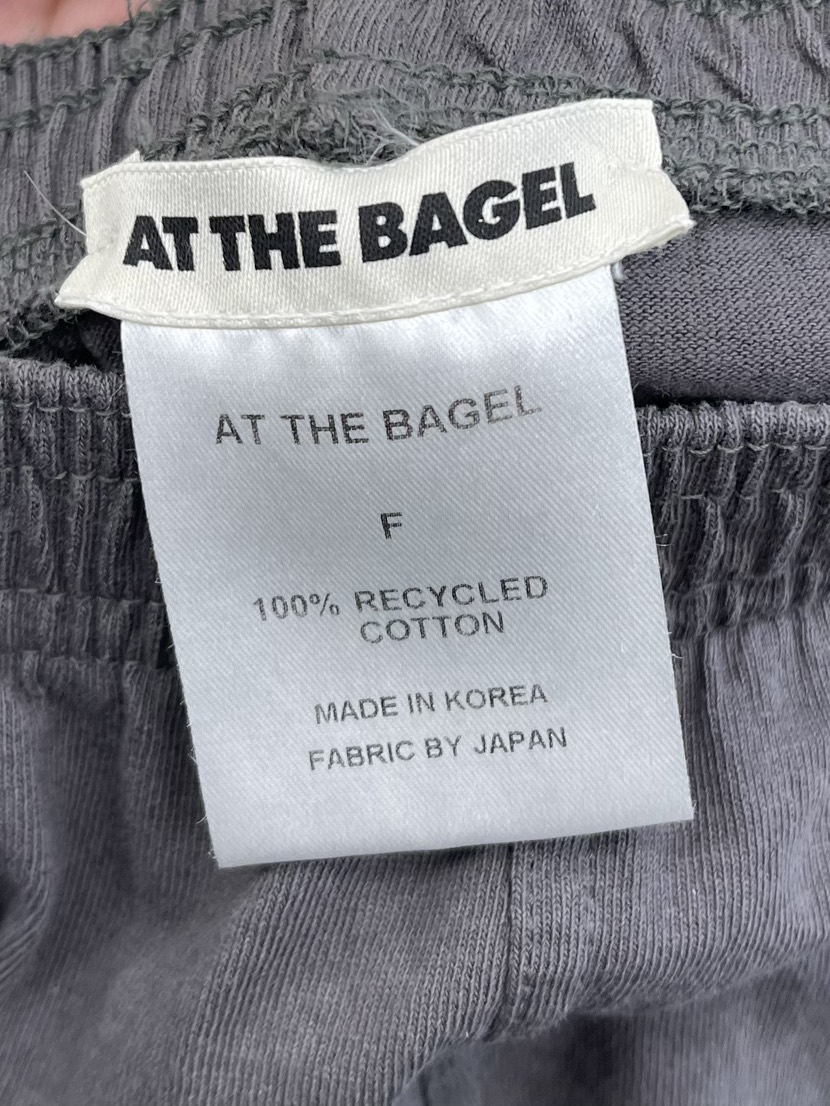 AT THE BAGEL
AT THE BAGEL
F
100% RECYCLED
COTTON
MADE IN KOREA
FABRIC BY JAPAN